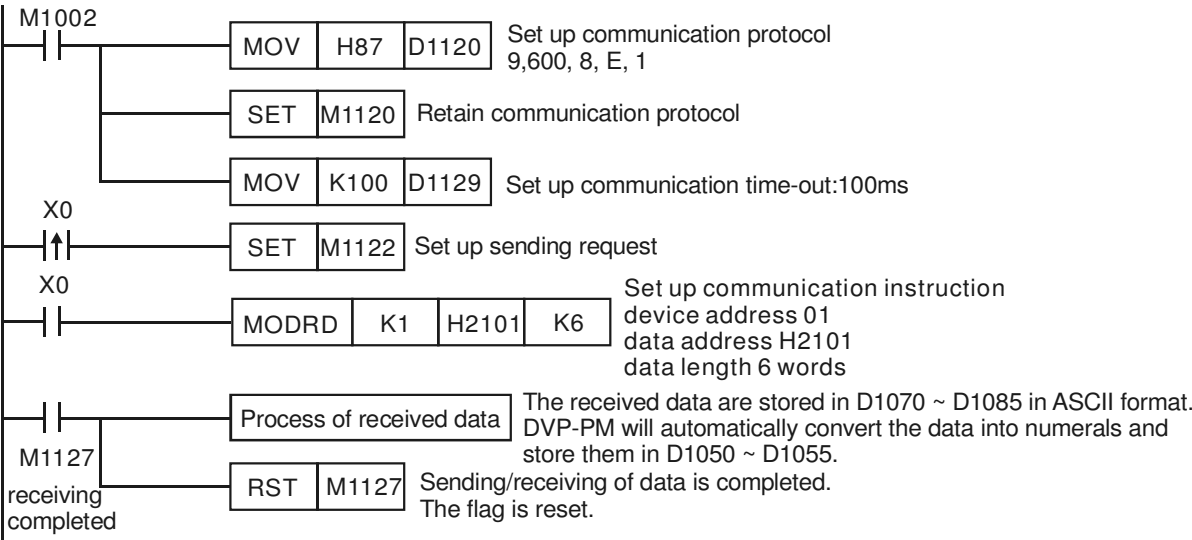 M1002
MOV H87 D1120 Set up communication protocol
9,600, 8, E, 1
SET M1120 Retain communication protocol
MOV K100 D1129 Set up communication time-out:100ms
X0
SET M1122 Set up sending request
X0
MODRD K1 H2101 K6
Set up communication instruction
device address 01
data address H2101
data length 6 words
Process of received data
The received data are stored in D1070 ~ D1085 in ASCII format.
DVP-PM will automatically convert the data into numerals and
store them in D1050 ~ D1055.
M1127
receiving
completed
RST M1127
Sending/receiving of data is completed.
The flag is reset.